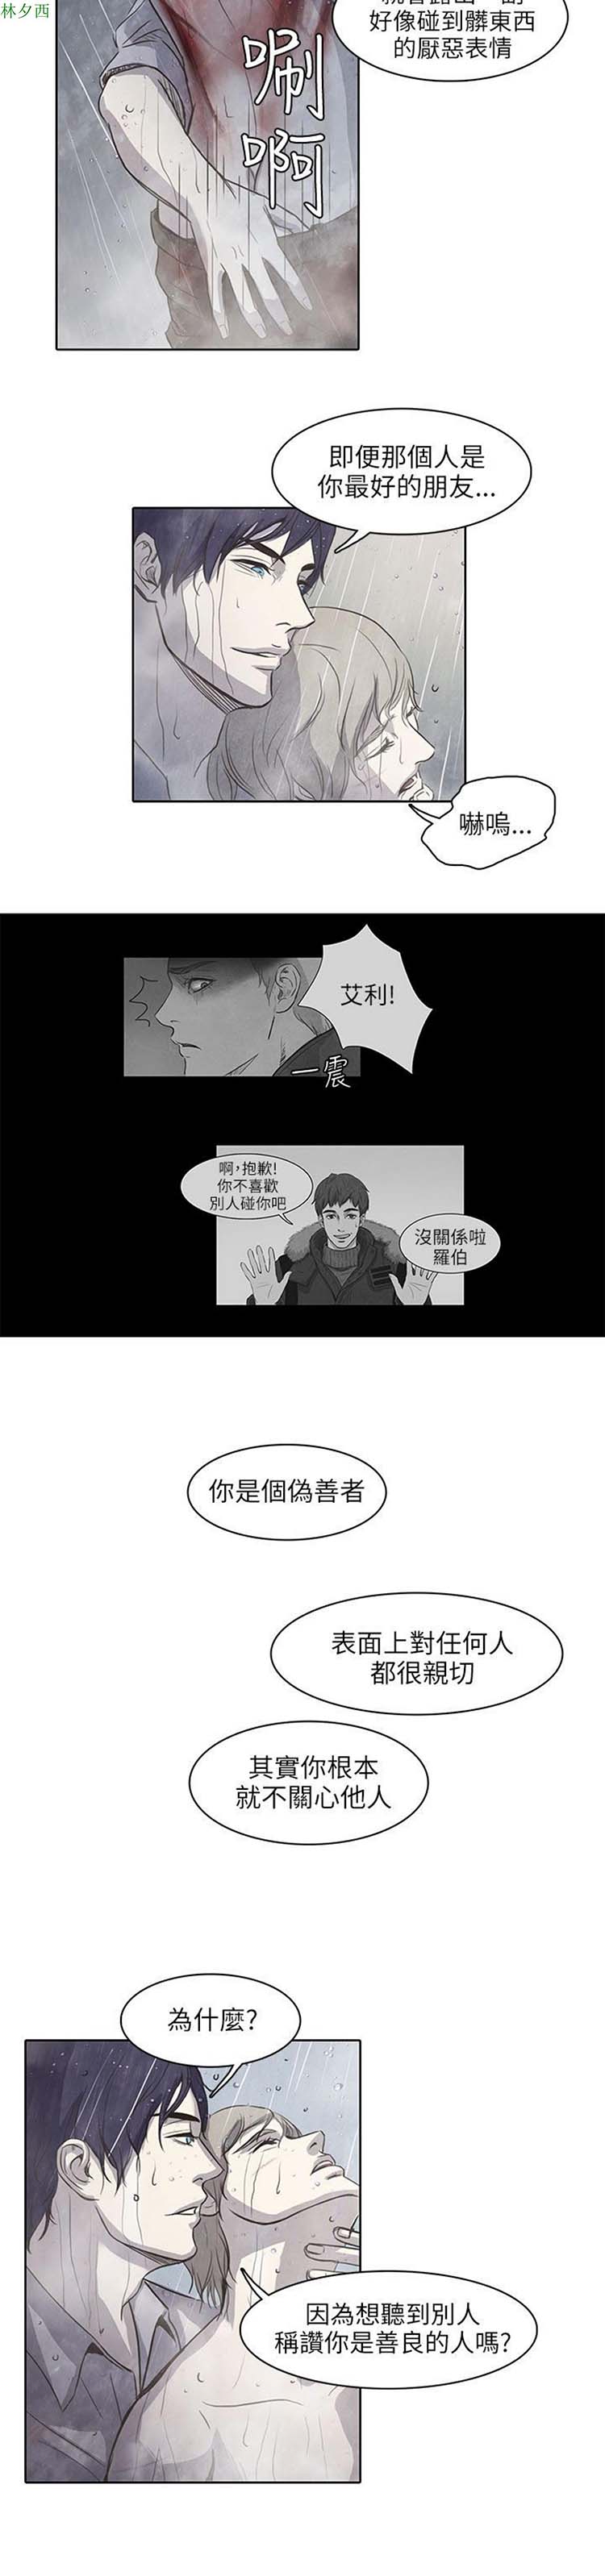 林夕西
好像碰到髒東西
的厭惡表情
唰
啊
即便那個人是
你最好的朋友...
嚇嗚...
艾利!
一震
啊,抱歉!
你不喜歡
別人碰你吧
沒關係啦
羅伯
你是個偽善者
表面上對任何人
都很親切
其實你根本
就不關心他人
為什麼?
因為想聽到別人
稱讚你是善良的人嗎?